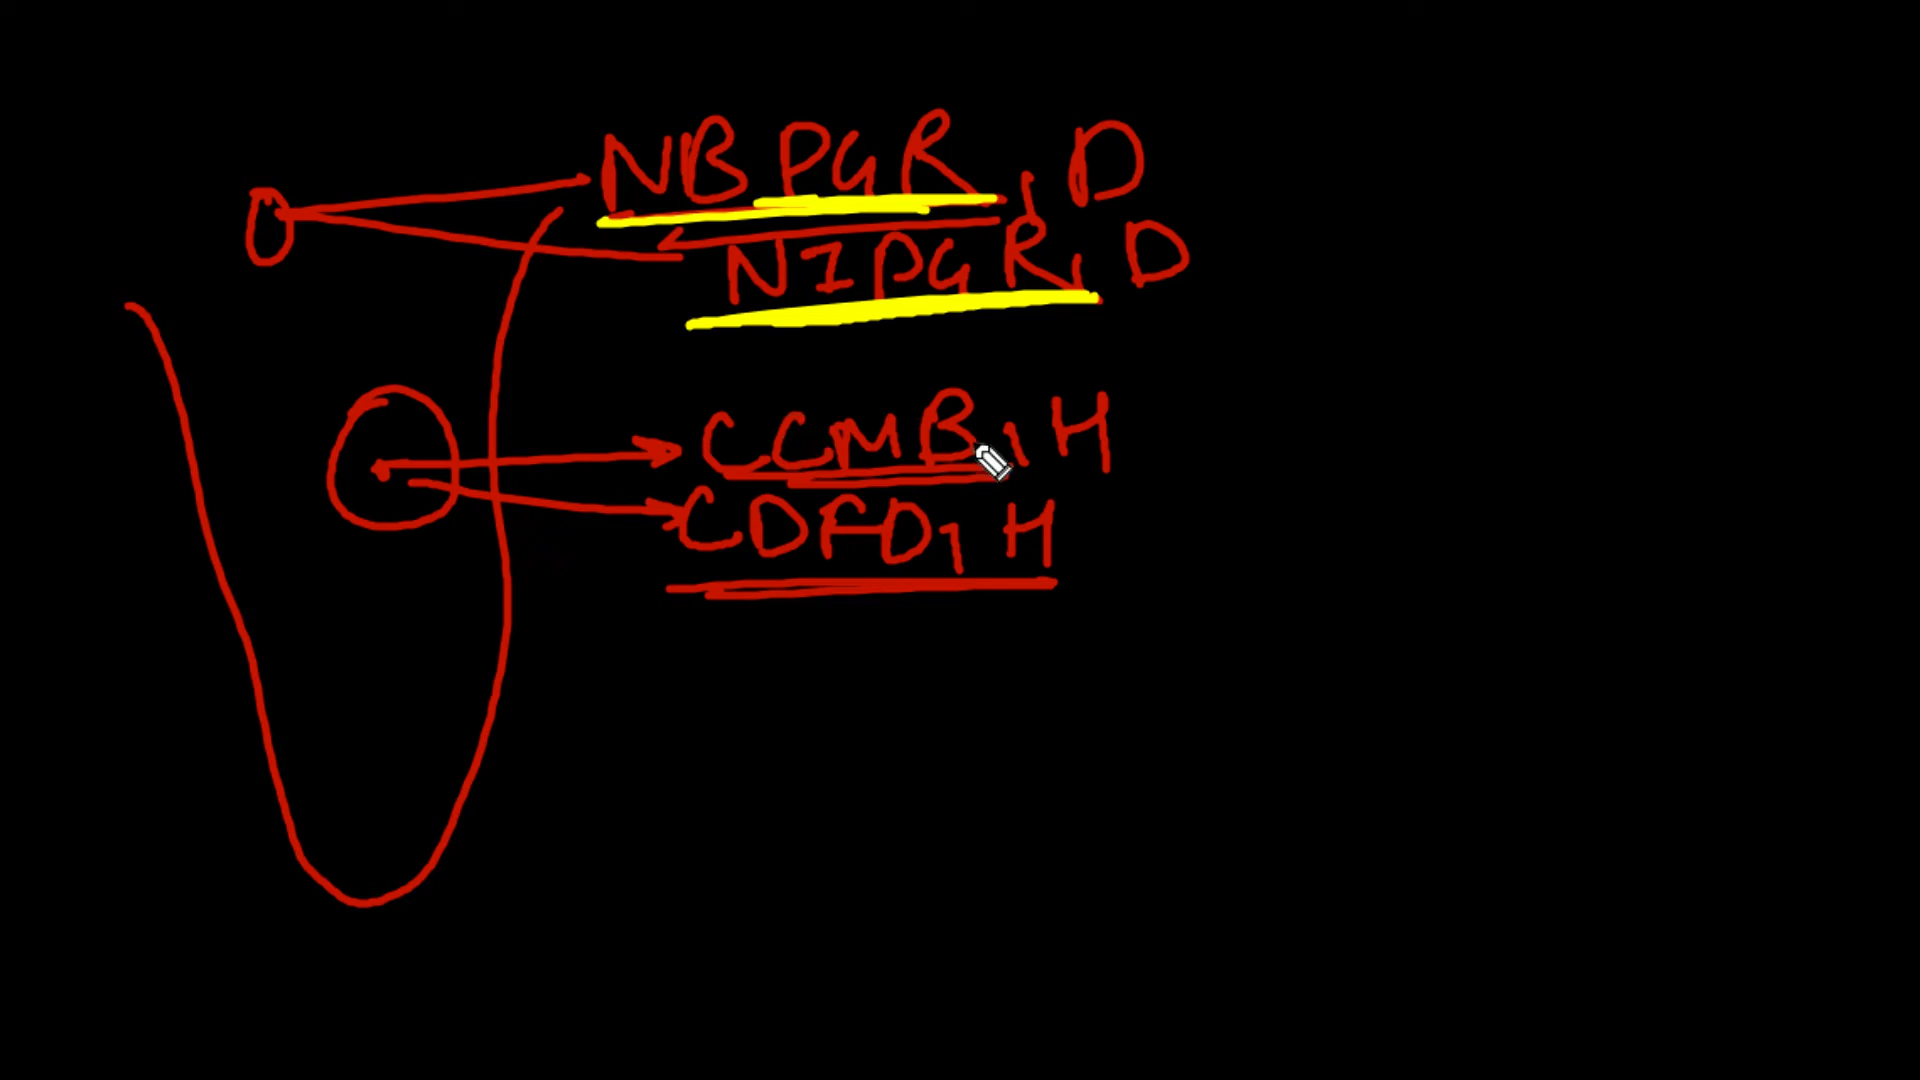 NBPGR, D
NIPGR, D
CCMB, H
CDFD, H